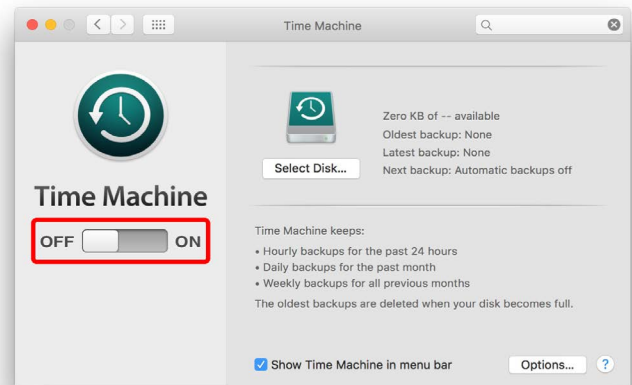 Time Machine
Zero KB of -- available
Oldest backup: None
Latest backup: None
Select Disk...
Next backup: Automatic backups off
Time Machine
OFF ON
Time Machine keeps:
• Hourly backups for the past 24 hours
• Daily backups for the past month
• Weekly backups for all previous months
The oldest backups are deleted when your disk becomes full.
Show Time Machine in menu bar
Options...
?